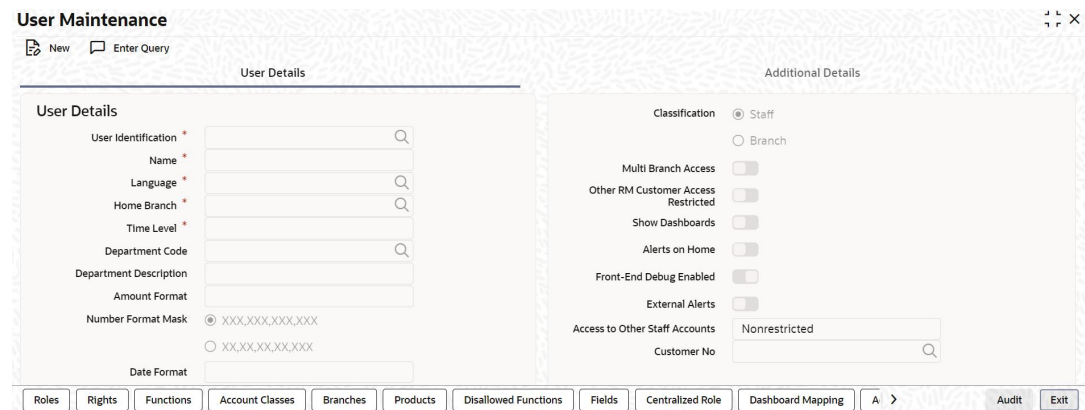 User Maintenance
New Enter Query
User Details Additional Details
User Details
User Identification *
Name *
Language *
Home Branch *
Time Level *
Department Code
Department Description
Amount Format
Number Format Mask XXX,XXX,XXX,XXX
XX,XX,XX,XX,XXX
Date Format
Classification Staff
Branch
Multi Branch Access
Other RM Customer Access
Restricted
Show Dashboards
Alerts on Home
Front-End Debug Enabled
External Alerts
Access to Other Staff Accounts Nonrestricted
Customer No
Roles Rights Functions Account Classes Branches Products Disallowed Functions Fields Centralized Role Dashboard Mapping Audit Exit